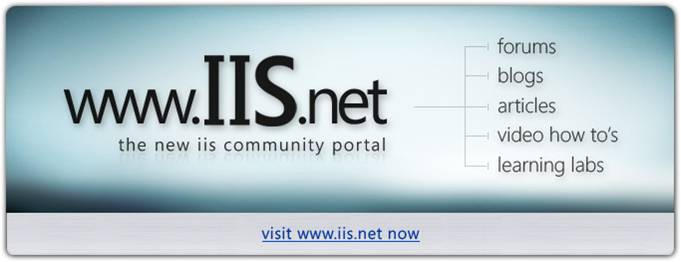 www.IIS.net
the new iis community portal
forums
blogs
articles
video how to's
learning labs
visit www.iis.net now